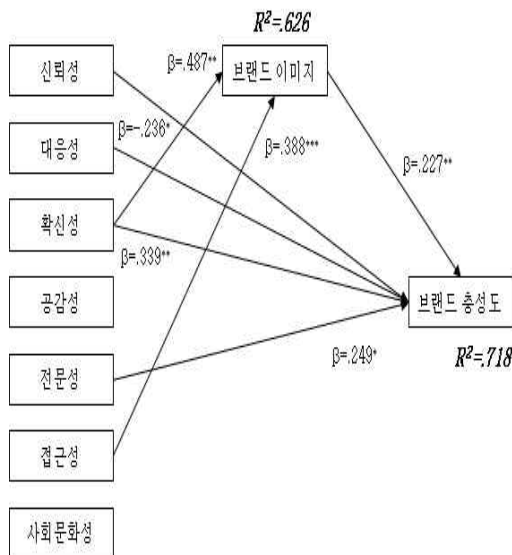 R²=.626
신뢰성
β=.487**
브랜드 이미지
β=-.236*
대응성
β=.388***
β=.227**
확신성
β=.339**
공감성
브랜드 충성도
전문성
β=.249*
R²=.718
접근성
사회문화성